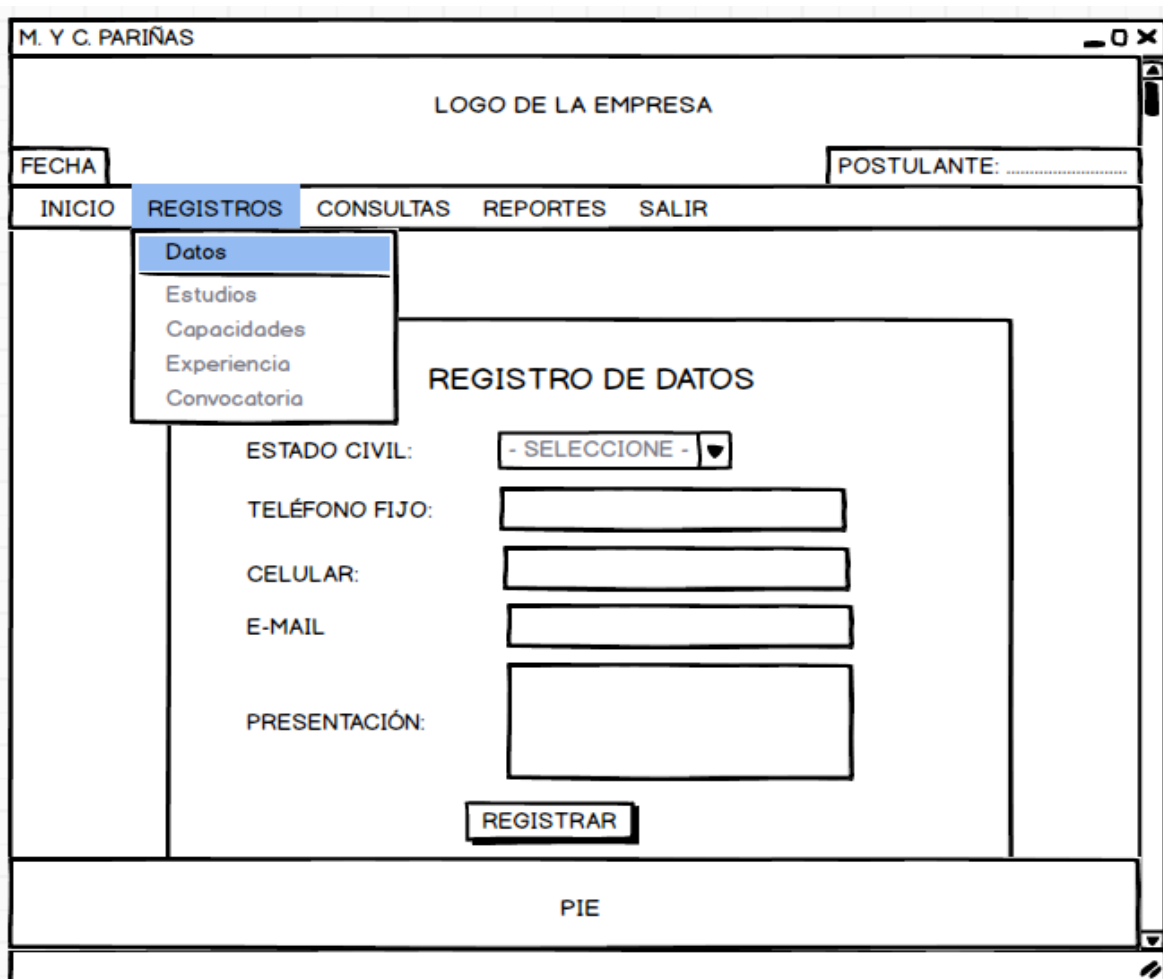 M. Y C. PARIÑAS
LOGO DE LA EMPRESA
FECHA
POSTULANTE: ..............................
INICIO REGISTROS CONSULTAS REPORTES SALIR
Datos
Estudios
Capacidades
Experiencia
Convocatoria
REGISTRO DE DATOS
ESTADO CIVIL: - SELECCIONE -
TELÉFONO FIJO:
CELULAR:
E-MAIL
PRESENTACIÓN:
REGISTRAR
PIE